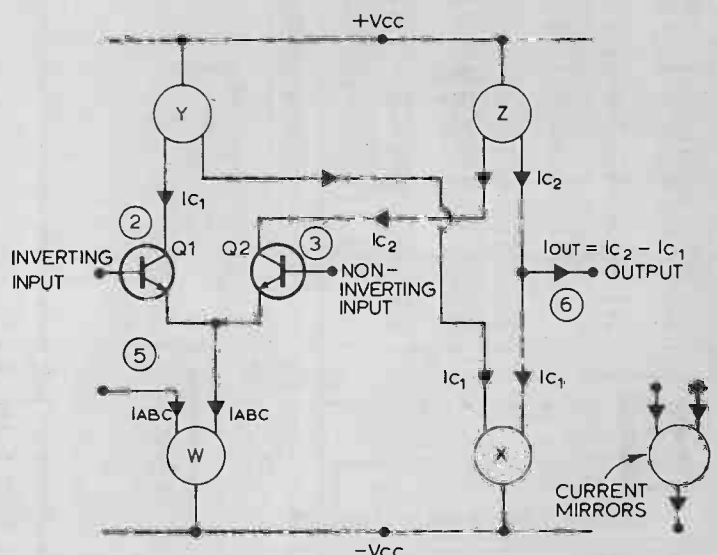 +Vcc
Y
Z
Ic1
Ic2
2
Q1
Q2
Ic2
3
INVERTING
INPUT
NON-
INVERTING
INPUT
IOUT = Ic2 - Ic1
OUTPUT
6
5
IABC
IABC
Ic1
Ic1
W
X
CURRENT
MIRRORS
-Vcc